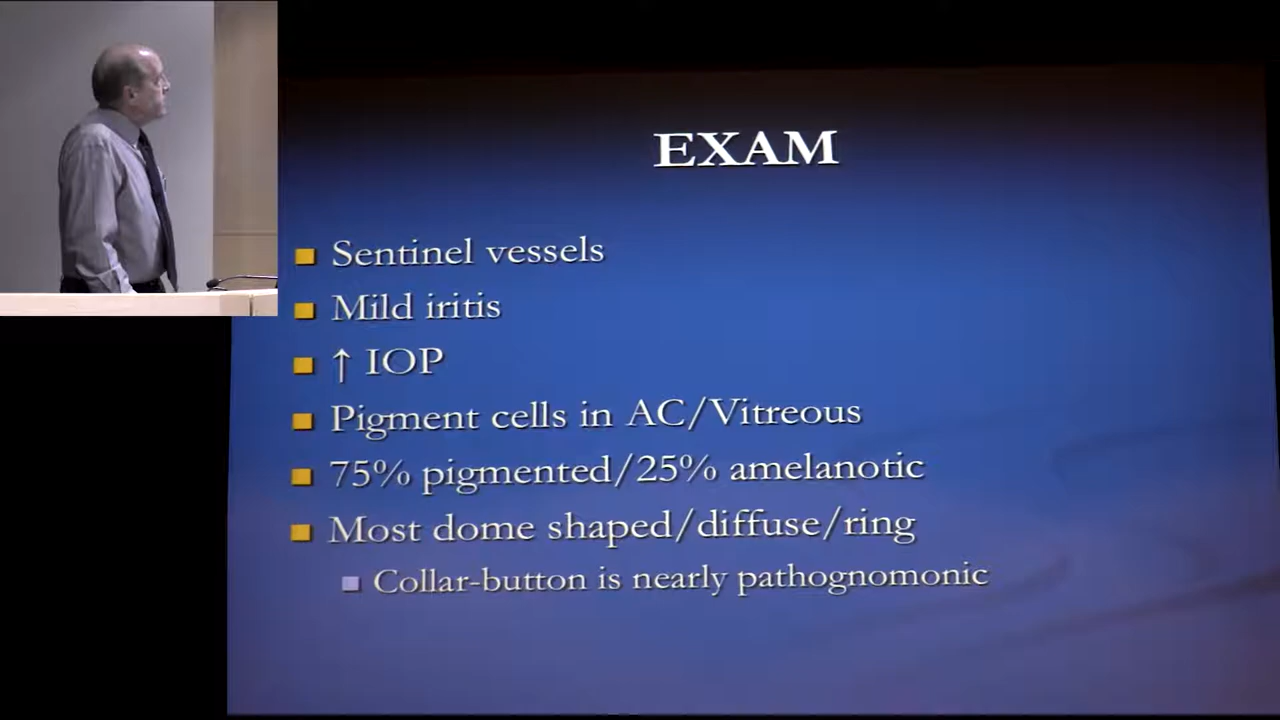 EXAM
Sentinel vessels
Mild iritis
↑ IOP
Pigment cells in AC/Vitreous
75% pigmented/25% amelanotic
Most dome shaped/diffuse/ring
Collar-button is nearly pathognomonic